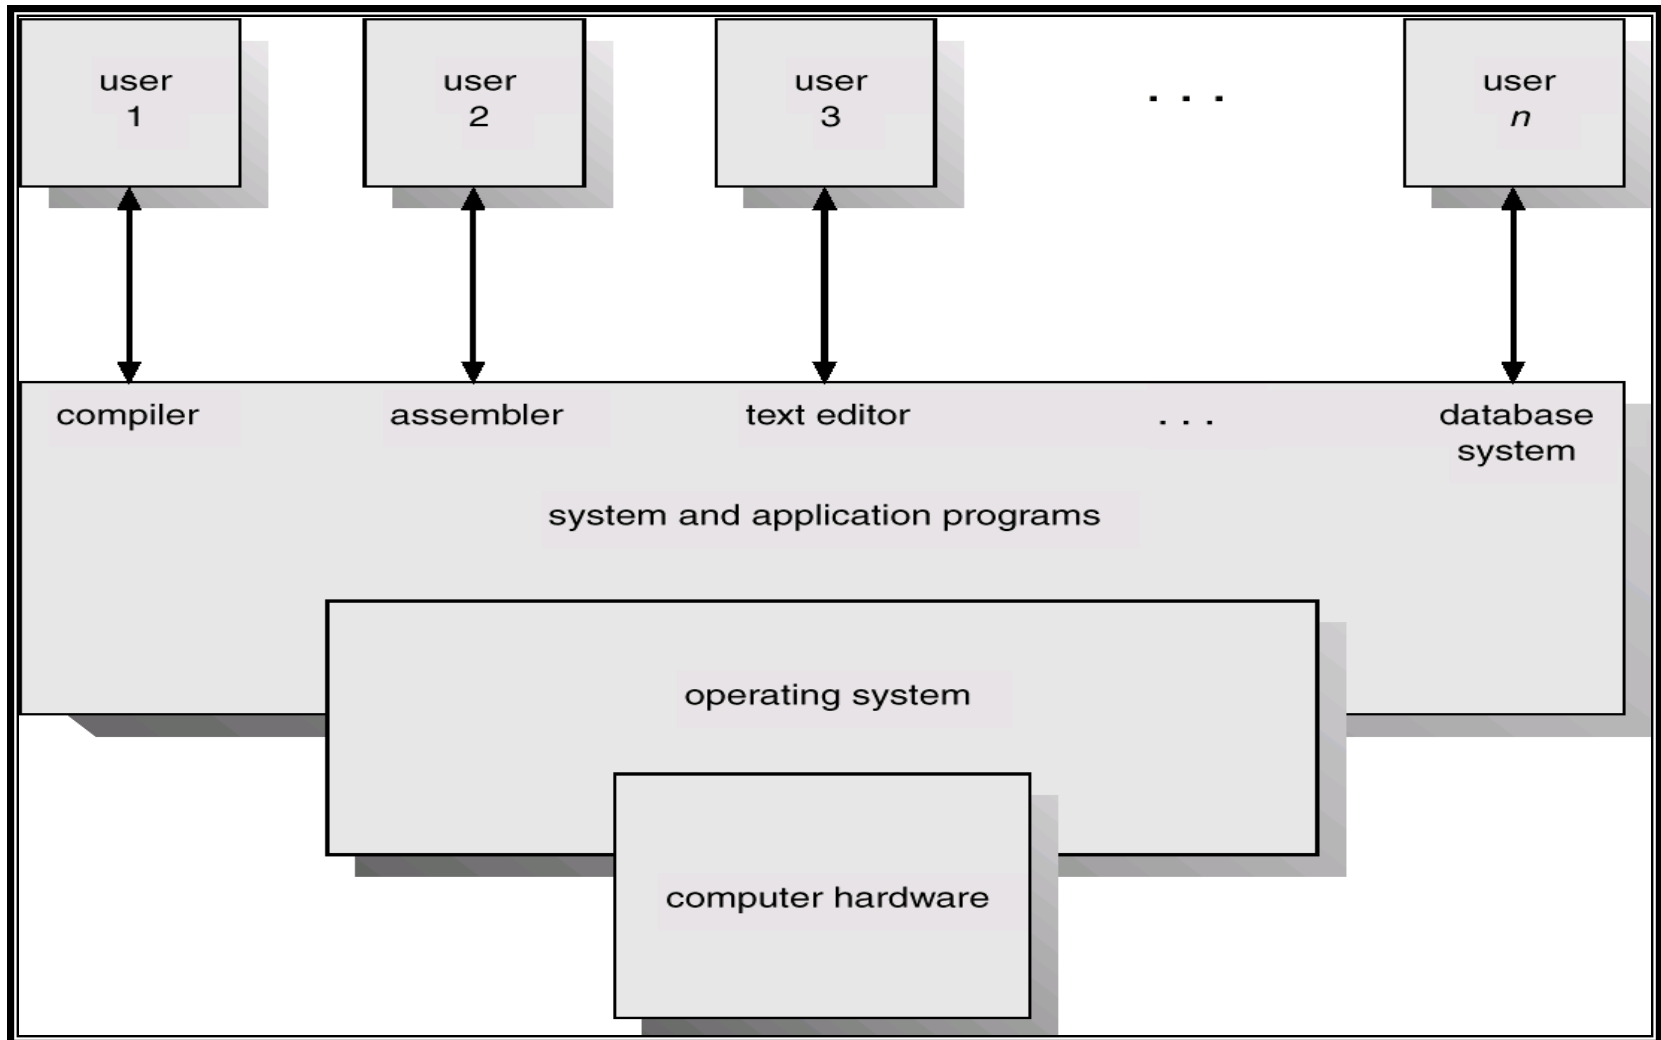 user
1
user
2
user
3
. . .
user
n
compiler
assembler
text editor
. . .
database
system
system and application programs
operating system
computer hardware